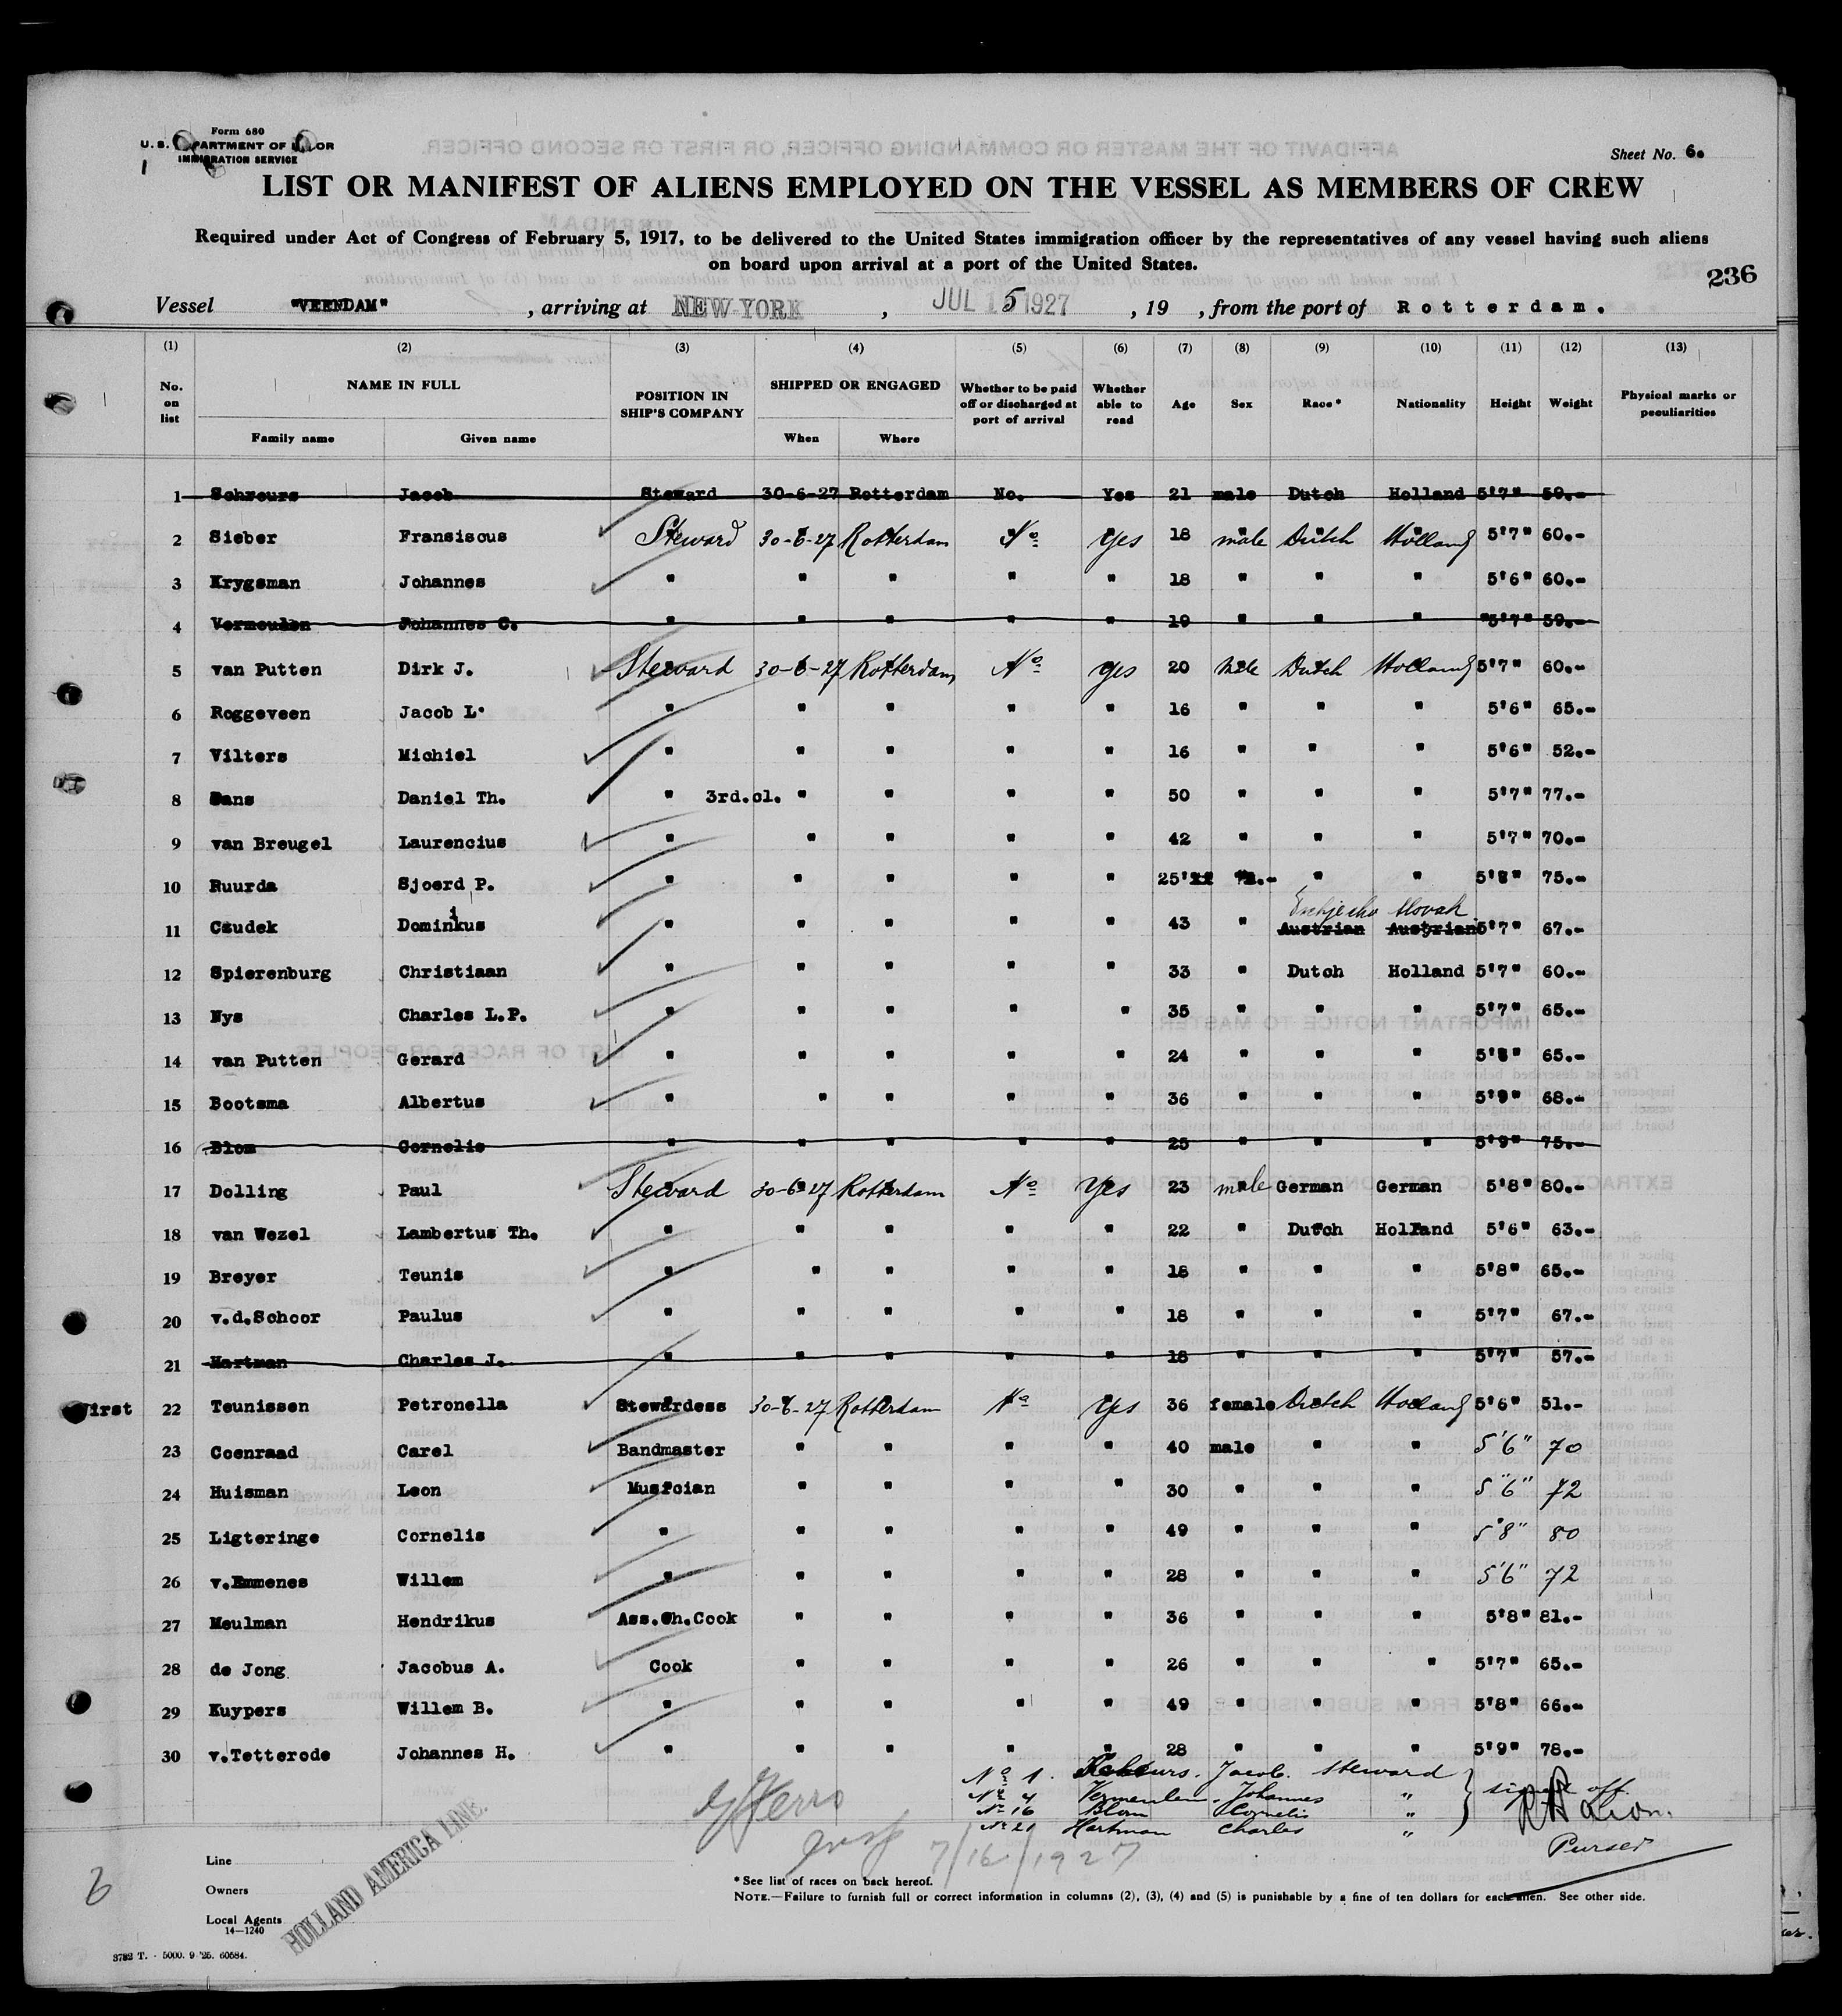 Form 680
U. S. DEPARTMENT OF LABOR
IMMIGRATION SERVICE
Sheet No. 6.
LIST OR MANIFEST OF ALIENS EMPLOYED ON THE VESSEL AS MEMBERS OF CREW
Required under Act of Congress of February 5, 1917, to be delivered to the United States immigration officer by the representatives of any vessel having such aliens
on board upon arrival at a port of the United States.
236
Vessel "VEENDAM" , arriving at NEW-YORK , JUL 15 1927 , 19 , from the port of Rotterdam.
(1) (2) (3) (4) (5) (6) (7) (8) (9) (10) (11) (12) (13)
No. on list NAME IN FULL POSITION IN SHIP'S COMPANY SHIPPED OR ENGAGED Whether to be paid off or discharged at port of arrival Whether able to read Age Sex Race* Nationality Height Weight Physical marks or peculiarities
Family name Given name When Where
1 Schreurs Jacob Steward 30-6-27 Rotterdam No. Yes 21 male Dutch Holland 5'7" 59.-
2 Sieber Fransiscus Steward 30-6-27 Rotterdam No Yes 18 male Dutch Holland 5'7" 60.-
3 Krygsman Johannes " " " " " 18 " " " 5'6" 60.-
4 Vermeulen Johannes C. " " " " " 19 " " " 5'7" 59.-
5 van Putten Dirk J. Steward 30-6-27 Rotterdam No Yes 20 Male Dutch Holland 5'7" 60.-
6 Roggeveen Jacob L. " " " " " 16 " " " 5'6" 65.-
7 Vilters Michiel " " " " " 16 " " " 5'6" 52.-
8 Sans Daniel Th. " 3rd.cl. " " " " 50 " " " 5'7" 77.-
9 van Breugel Laurencius " " " " " 42 " " " 5'7" 70.-
10 Ruurda Sjoerd P. " " " " " 25 " " 5'8" 75.-
11 Czudek Dominikus " " " " " 43 " Austrian Austrian 5'7" 67.-
12 Spierenburg Christiaan " " " " " 33 " Dutch Holland 5'7" 60.-
13 Nys Charles L.P. " " " " " 35 " " " 5'7" 65.-
14 van Putten Gerard " " " " " 24 " " " 5'8" 65.-
15 Bootsma Albertus " " " " " 36 " " " 5'9" 68.-
16 Blom Cornelis " " " " " 25 " " " 5'9" 75.-
17 Dolling Paul Steward 30-6-27 Rotterdam No Yes 23 male German German 5'8" 80.-
18 van Wezel Lambertus Th. " " " " " 22 " Dutch Holland 5'6" 63.-
19 Breyer Teunis " " " " " 18 " " " 5'8" 65.-
20 v.d.Schoor Paulus " " " " " 18 " " " 5'7" 67.-
21 Hartman Charles J. " " " " " 18 " " " 5'7" 57.-
First 22 Teunissen Petronella Stewardess 30-6-27 Rotterdam No Yes 36 female Dutch Holland 5'6" 51.-
23 Coenraad Carel Bandmaster " " " " 40 male " " 5'6" 70
24 Huisman Leon Musician " " " " 30 " " " 5'6" 72
25 Ligteringe Cornelis " " " " " 49 " " " 5'8" 80
26 v.Emmenes Willem " " " " " 28 " " " 5'6" 72
27 Meulman Hendrikus Ass.Ch.Cook " " " " 36 " " " 5'8" 81.-
28 de Jong Jacobus A. Cook " " " " 26 " " " 5'7" 65.-
29 Kuypers Willem B. " " " " " 49 " " " 5'8" 66.-
30 v.Tetterode Johannes H. " " " " " 28 " " " 5'9" 78.-
No 1. Jacob. Steward
No 4 Vermeulen. Johannes "
No 16 Blom Cornelis "
No 21 Hartman Charles "
signed off.
Purser
insp 7/16/1927
6
Line
Owners
Local Agents
14—1240
HOLLAND AMERICA LINE.
* See list of races on back hereof.
NOTE.—Failure to furnish full or correct information in columns (2), (3), (4) and (5) is punishable by a fine of ten dollars for each alien. See other side.
3782 T. - 5000. 9 '25. 60584.